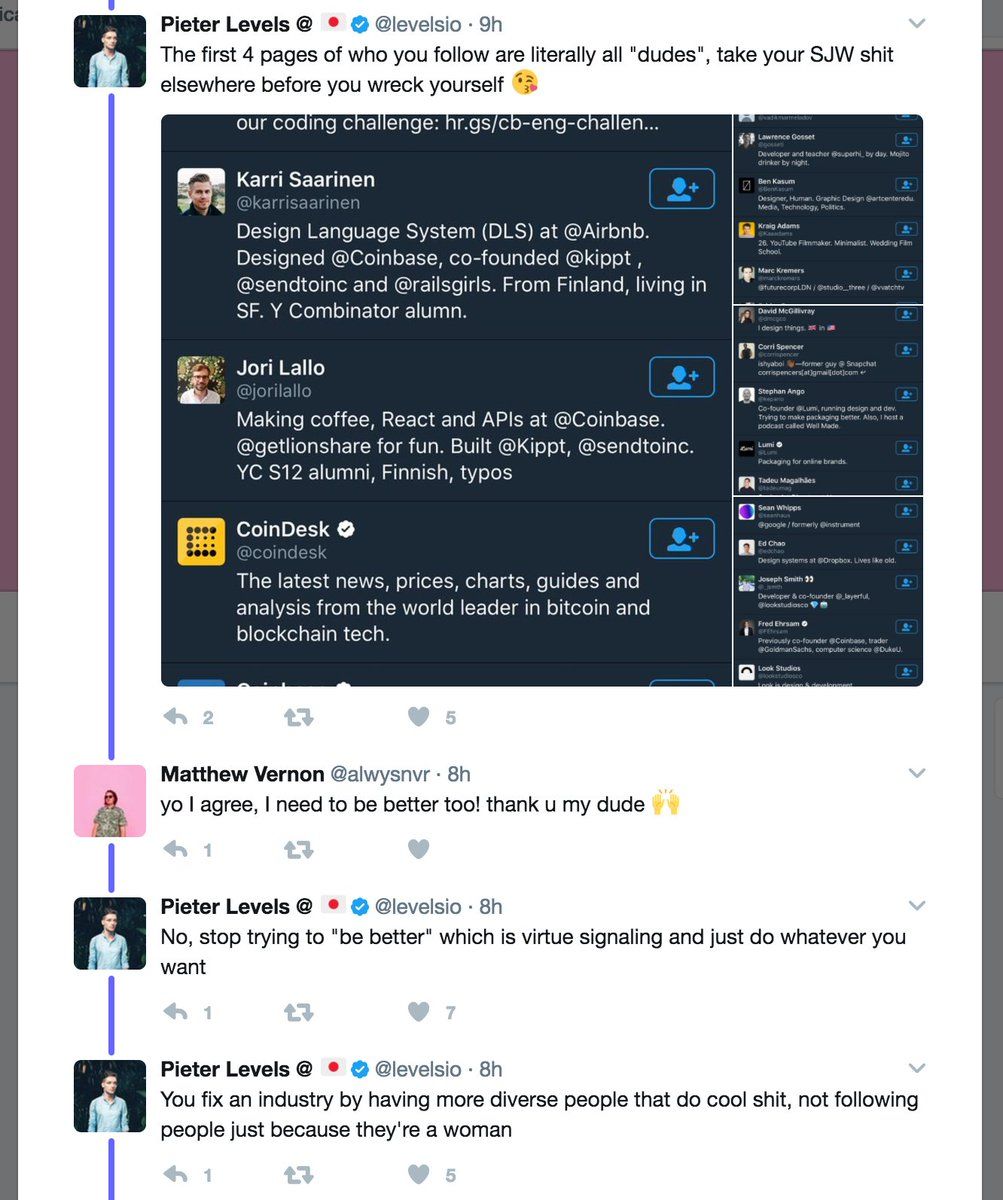 Pieter Levels @ 🇯🇵 @levelsio · 9h
The first 4 pages of who you follow are literally all "dudes", take your SJW shit
elsewhere before you wreck yourself 😘
our coding challenge: hr.gs/cb-eng-challen...
Karri Saarinen
@karrisaarinen
Design Language System (DLS) at @Airbnb.
Designed @Coinbase, co-founded @kippt ,
@sendtoinc and @railsgirls. From Finland, living in
SF. Y Combinator alumn.
Jori Lallo
@jorilallo
Making coffee, React and APIs at @Coinbase.
@getlionshare for fun. Built @Kippt, @sendtoinc.
YC S12 alumni, Finnish, typos
CoinDesk
@coindesk
The latest news, prices, charts, guides and
analysis from the world leader in bitcoin and
blockchain tech.
Lawrence Gosset
Developer and teacher @superhi_ by day. Mojito
drinker by night.
Ben Kasum
@BenKasum
Designer, Human. Graphic Design @artcenteredu.
Media, Technology, Politics.
Kraig Adams
26. YouTube Filmmaker. Minimalist. Wedding Film
School.
Marc Kremers
@marckremers
@futurecorpLDN / @studio__three / @vvatchtv
David McGillivray
@dmcgco
I design things. 🇬🇧 in 🇺🇸
Corri Spencer
@corrispencer
ishyaboi 👋🏾—former guy @ Snapchat
corrispencers[at]gmail[dot]com ↵
Stephan Ango
@kepano
Co-founder @Lumi, running design and dev.
Trying to make packaging better. Also, I host a
podcast called Well Made.
Lumi
@Lumi
Packaging for online brands.
Tadeu Magalhães
@tadeumag
Sean Whipps
@seanhaus
@google / formerly @instrument
Ed Chao
@edchao
Design systems at @Dropbox. Lives like old.
Joseph Smith 👀
@_jsmth
Developer & co-founder @_layerful,
@lookstudiosco 💎
Fred Ehrsam
@FEhrsam
Previously co-founder @Coinbase, trader
@GoldmanSachs, computer science @DukeU.
Look Studios
@lookstudiosco
Look is design & development
2 5
Matthew Vernon @alwysnvr · 8h
yo I agree, I need to be better too! thank u my dude 🙌
1
Pieter Levels @ 🇯🇵 @levelsio · 8h
No, stop trying to "be better" which is virtue signaling and just do whatever you
want
1 7
Pieter Levels @ 🇯🇵 @levelsio · 8h
You fix an industry by having more diverse people that do cool shit, not following
people just because they're a woman
1 5